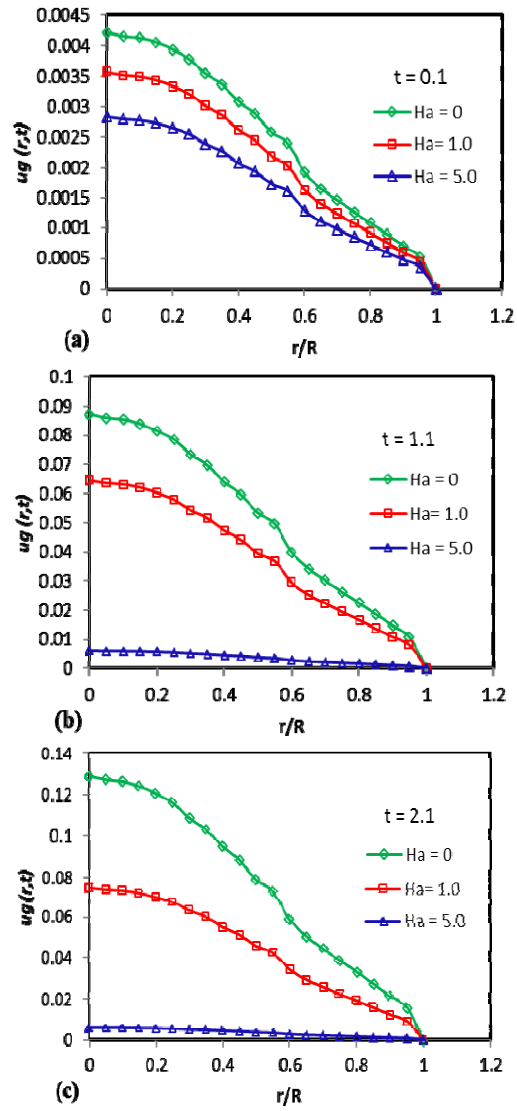 0.0045
0.004
0.0035
0.003
0.0025
0.002
0.0015
0.001
0.0005
0
ug (r,t)
t = 0.1
Ha = 0
Ha= 1.0
Ha = 5.0
0 0.2 0.4 0.6 0.8 1 1.2
(a)
r/R
0.1
0.09
0.08
0.07
0.06
0.05
0.04
0.03
0.02
0.01
0
ug (r,t)
t = 1.1
Ha = 0
Ha= 1.0
Ha = 5.0
0 0.2 0.4 0.6 0.8 1 1.2
(b)
r/R
0.14
0.12
0.1
0.08
0.06
0.04
0.02
0
ug(r,t)
t = 2.1
Ha = 0
Ha= 1.0
Ha = 5.0
0 0.2 0.4 0.6 0.8 1 1.2
(c)
r/R